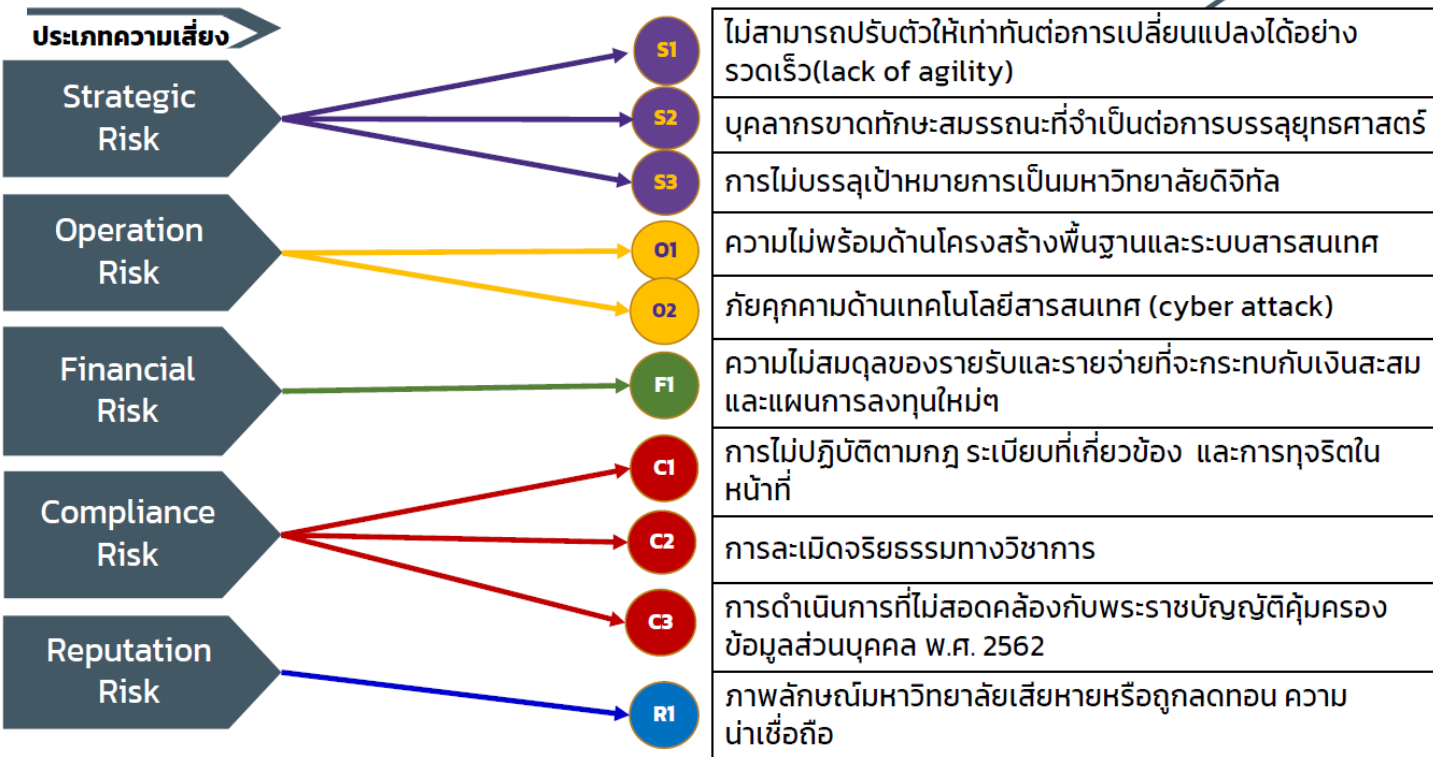 ประเภทความเสี่ยง
Strategic
Risk
S1
ไม่สามารถปรับตัวให้เท่าทันต่อการเปลี่ยนแปลงได้อย่าง
รวดเร็ว(lack of agility)
S2
บุคลากรขาดทักษะสมรรถนะที่จำเป็นต่อการบรรลุยุทธศาสตร์
S3
การไม่บรรลุเป้าหมายการเป็นมหาวิทยาลัยดิจิทัล
Operation
Risk
O1
ความไม่พร้อมด้านโครงสร้างพื้นฐานและระบบสารสนเทศ
O2
ภัยคุกคามด้านเทคโนโลยีสารสนเทศ (cyber attack)
Financial
Risk
F1
ความไม่สมดุลของรายรับและรายจ่ายที่จะกระทบกับเงินสะสม
และแผนการลงทุนใหม่ๆ
Compliance
Risk
C1
การไม่ปฏิบัติตามกฎ ระเบียบที่เกี่ยวข้อง และการทุจริตใน
หน้าที่
C2
การละเมิดจริยธรรมทางวิชาการ
C3
การดำเนินการที่ไม่สอดคล้องกับพระราชบัญญัติคุ้มครอง
ข้อมูลส่วนบุคคล พ.ศ. 2562
Reputation
Risk
R1
ภาพลักษณ์มหาวิทยาลัยเสียหายหรือถูกลดทอน ความ
น่าเชื่อถือ